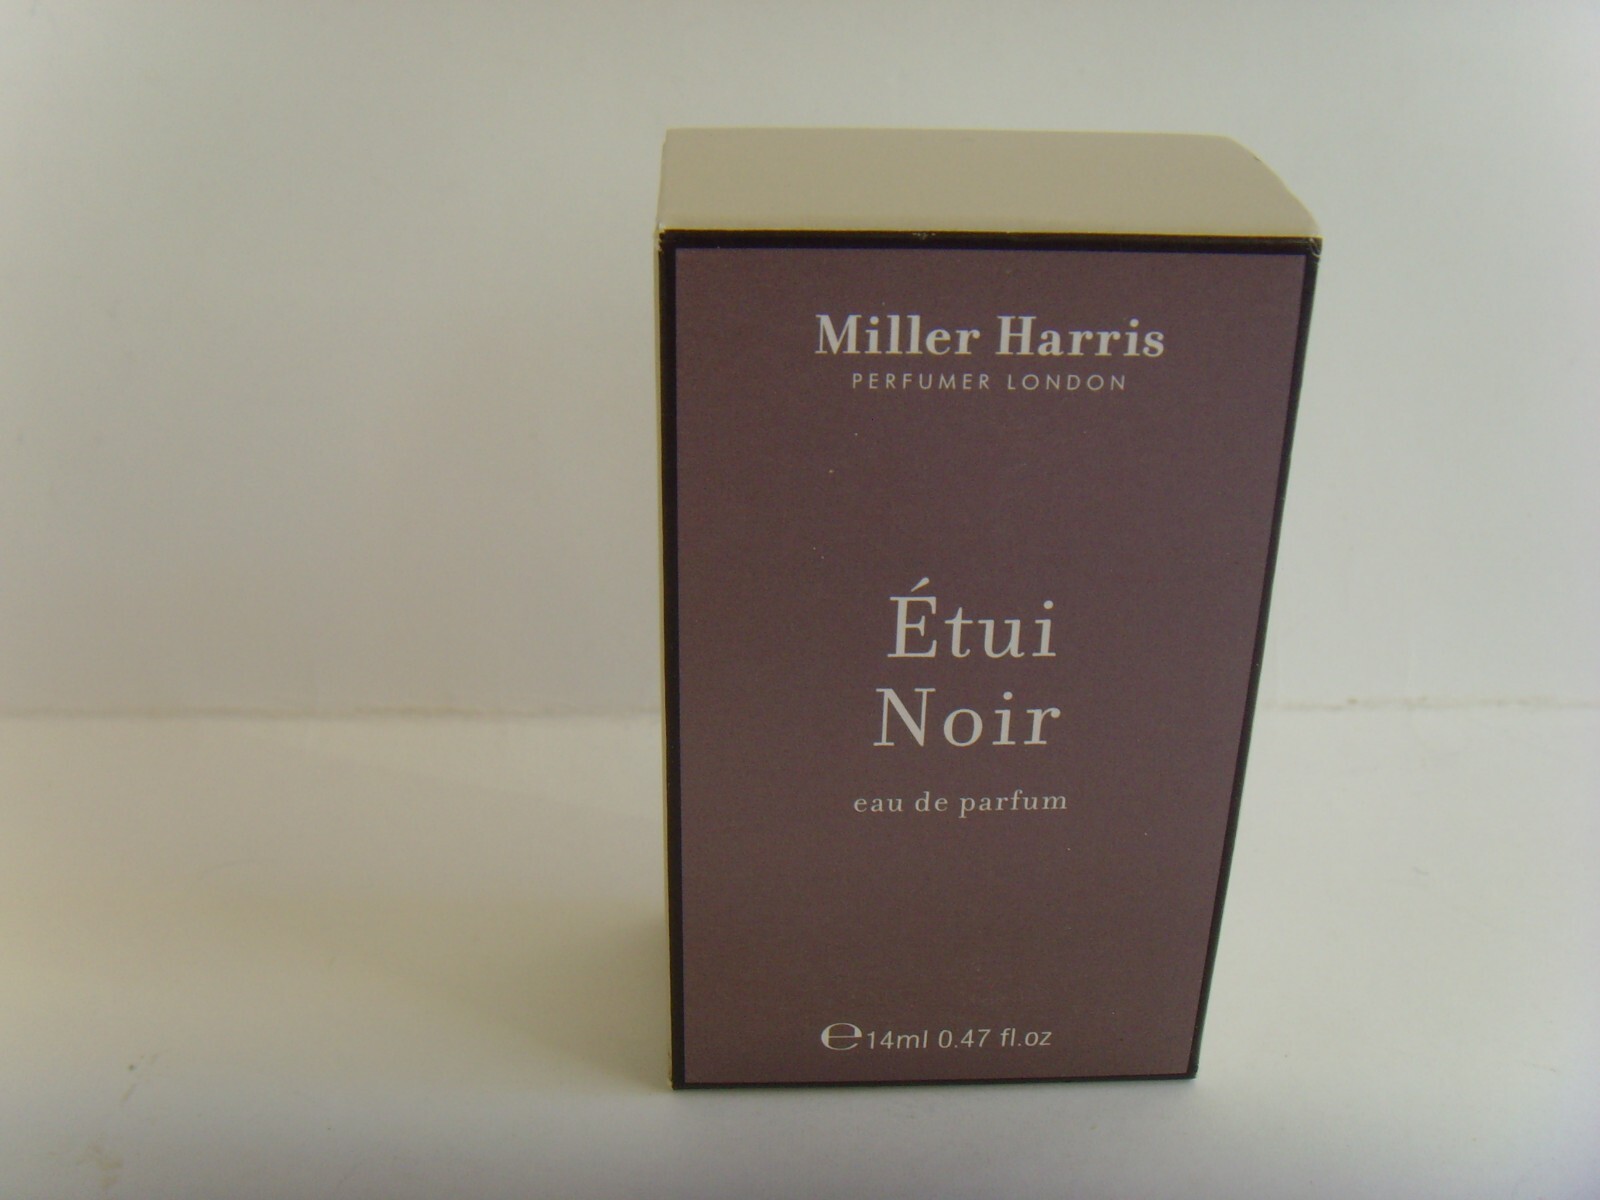 Miller Harris
PERFUMER LONDON
Étui
Noir
eau de parfum
℮14ml 0.47 fl.oz